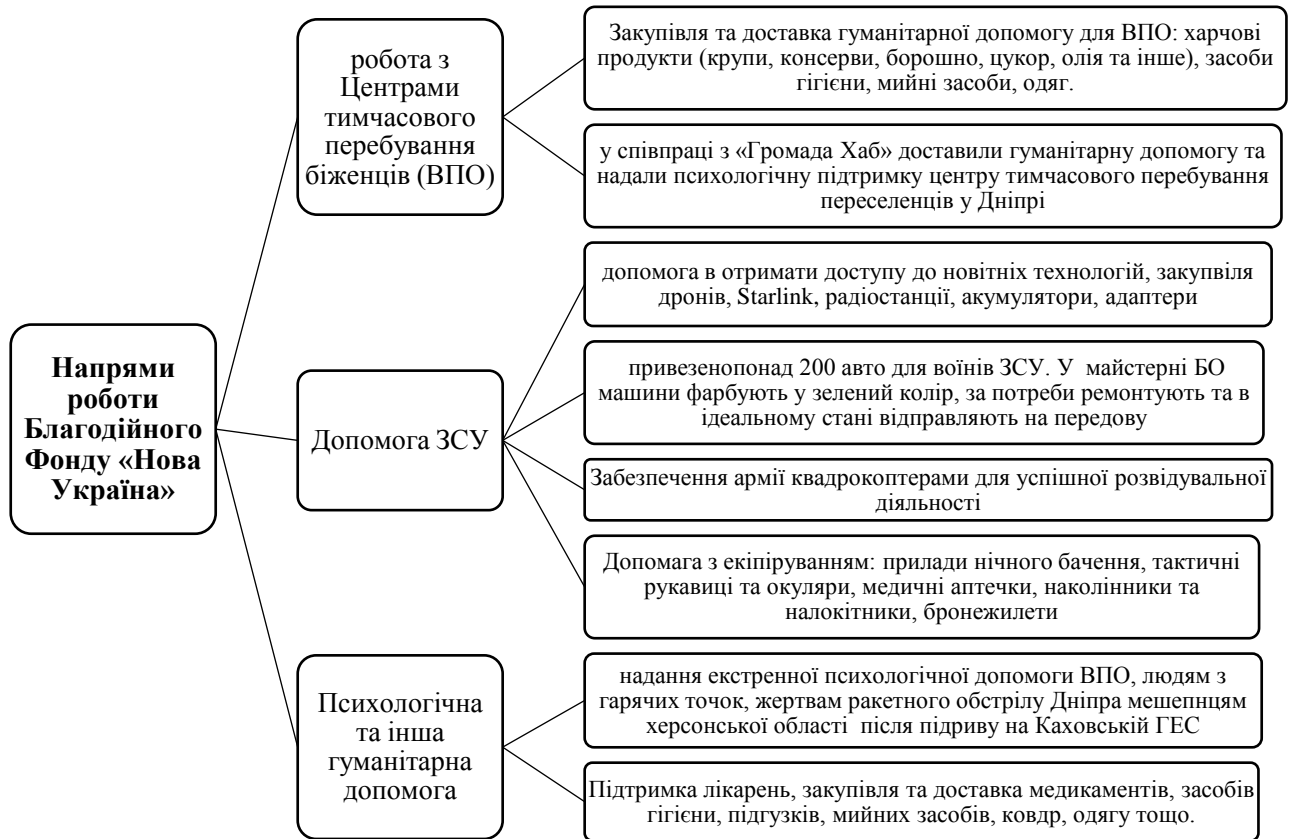 Напрями
роботи
Благодійного
Фонду «Нова
Україна»
робота з
Центрами
тимчасового
перебування
біженців (ВПО)
Закупівля та доставка гуманітарної допомогу для ВПО: харчові
продукти (крупи, консерви, борошно, цукор, олія та інше), засоби
гігієни, мийні засоби, одяг.
у співпраці з «Громада Хаб» доставили гуманітарну допомогу та
надали психологічну підтримку центру тимчасового перебування
переселенців у Дніпрі
Допомога ЗСУ
допомога в отримати доступу до новітніх технологій, закупвіля
дронів, Starlink, радіостанції, акумулятори, адаптери
привезенопонад 200 авто для воїнів ЗСУ. У майстерні БО
машини фарбують у зелений колір, за потреби ремонтують та в
ідеальному стані відправляють на передову
Забезпечення армії квадрокоптерами для успішної розвідувальної
діяльності
Допомага з екіпіруванням: прилади нічного бачення, тактичні
рукавиці та окуляри, медичні аптечки, наколінники та
налокітники, бронежилети
Психологічна
та інша
гуманітарна
допомога
надання екстренної психологічної допомоги ВПО, людям з
гарячих точок, жертвам ракетного обстрілу Дніпра мешепнцям
херсонської області після підриву на Каховській ГЕС
Підтримка лікарень, закупівля та доставка медикаментів, засобів
гігієни, підгузків, мийних засобів, ковдр, одягу тощо.